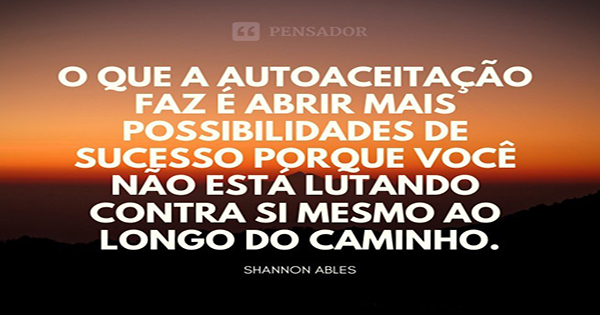 PENSADOR
O QUE A AUTOACEITAÇÃO
FAZ É ABRIR MAIS
POSSIBILIDADES DE
SUCESSO PORQUE VOCÊ
NÃO ESTÁ LUTANDO
CONTRA SI MESMO AO
LONGO DO CAMINHO.
SHANNON ABLES